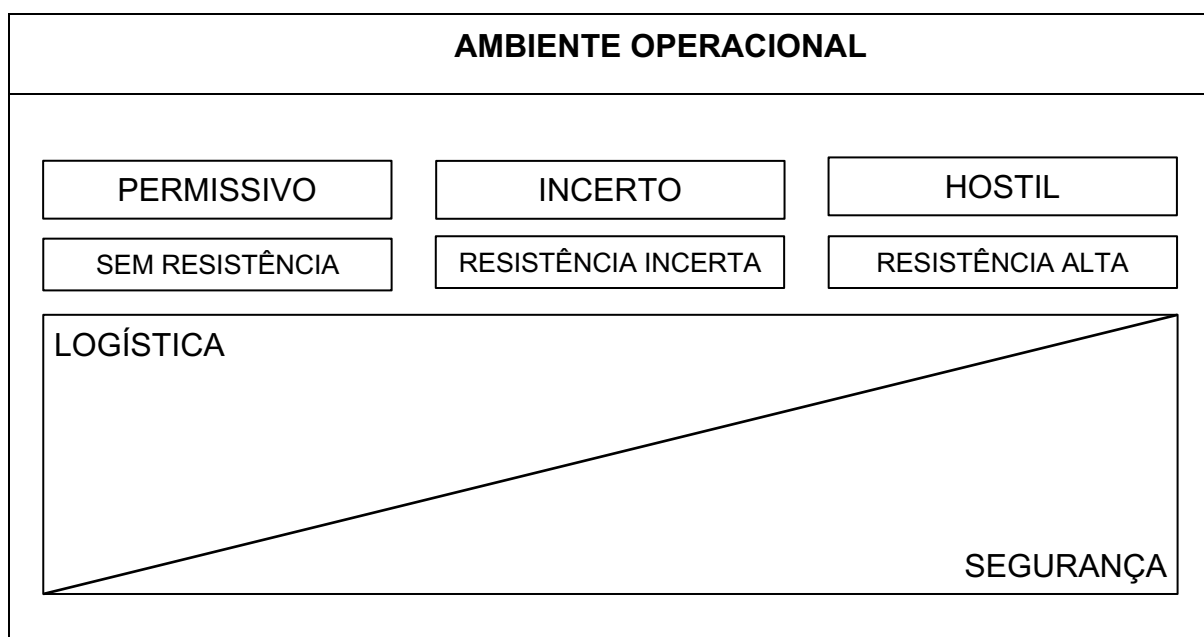 AMBIENTE OPERACIONAL
PERMISSIVO
INCERTO
HOSTIL
SEM RESISTÊNCIA
RESISTÊNCIA INCERTA
RESISTÊNCIA ALTA
LOGÍSTICA
SEGURANÇA